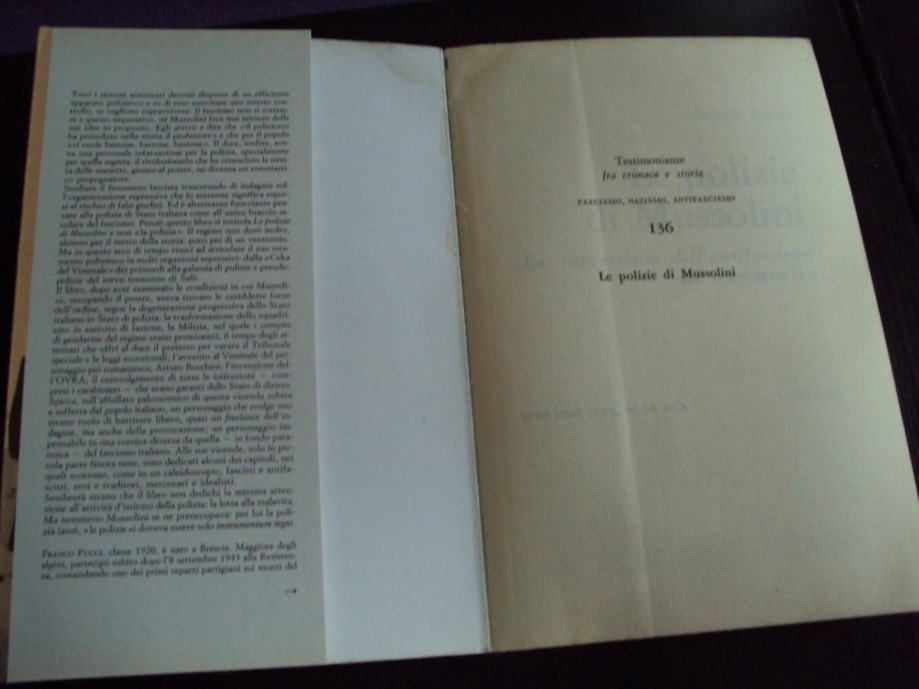 Tutti i sistemi autoritari devono disporre di un efficiente
apparato poliziesco e su di esso esercitare uno stretto con-
trollo, se vogliono sopravvivere. Il fascismo non si sottras-
se a questo imperativo, né Mussolini fece mai mistero delle
sue idee in proposito. Egli arrivò a dire che «il poliziotto
ha preceduto nella storia il professore» e che per il popolo
«ci vuole bastone, bastone, bastone». Il duce, inoltre, ave-
va una personale infatuazione per la polizia, specialmente
per quella segreta: il rivoluzionario che ha conosciuto la stret-
ta delle manette, giunto al potere, ne diventa un entusiasti-
co propugnatore.
Studiare il fenomeno fascista trascurando di indagare sul-
l'organizzazione repressiva che lo sostenne significa espor-
si al rischio di falsi giudizi. Ed è altrettanto fuorviante pen-
sare alla polizia di Stato italiana come all'unico braccio se-
colare del fascismo. Perciò questo libro si intitola le polizie
di Mussolini e non «la polizia». Il regime non durò molto,
almeno per il metro della storia: poco più di un ventennio.
Ma in questo arco di tempo riuscì ad articolare il suo stru-
mento poliziesco in molti organismi repressivi: dalla «Ceka
del Viminale» dei primordi alla galassia di polizie e pseudo-
polizie del torvo tramonto di Salò.
Il libro, dopo aver esaminato le condizioni in cui Mussoli-
ni, occupando il potere, aveva trovato le cosiddette forze
dell'ordine, segue la degenerazione progressiva dello Stato
italiano in Stato di polizia; la trasformazione dello squadri-
smo in esercito di fazione, la Milizia, nel quale i compiti
di gendarme del regime erano preminenti; il tempo degli at-
tentati che offrì al duce il pretesto per varare il Tribunale
speciale e le leggi eccezionali; l'avvento al Viminale del per-
sonaggio più romanzesco, Arturo Bocchini; l'invenzione del-
l'OVRA; il coinvolgimento di tutte le istituzioni — com-
presi i carabinieri — che erano garanti dello Stato di diritto.
Spicca, sull'affollato palcoscenico di questa vicenda subita
e sofferta dal popolo italiano, un personaggio che svolge uno
strano ruolo di battitore libero, quasi un freelance dell'in-
dagine, ma anche della provocazione; un personaggio im-
pensabile in una cornice diversa da quella — in fondo para-
noica — del fascismo italiano. Alle sue vicende, solo in pic-
cola parte finora note, sono dedicati alcuni dei capitoli, nei
quali scorrono, come in un caleidoscopio, fascisti e antifa-
scisti, eroi e traditori, mercenari e idealisti.
Sembrerà strano che il libro non dedichi la minima atten-
zione all'attività d'istituto della polizia: la lotta alla malavita.
Ma nemmeno Mussolini se ne preoccupava: per lui la poli-
zia (anzi, «le polizie») doveva essere solo instrumentum regni.
FRANCO FUCCI, classe 1920, è nato a Brescia. Maggiore degli
alpini, partecipò subito dopo l'8 settembre 1943 alla Resisten-
za, comandando uno dei primi reparti partigiani sui monti del
→
Testimonianze
fra cronaca e storia
FASCISMO, NAZISMO, ANTIFASCISMO
136
Le polizie di Mussolini